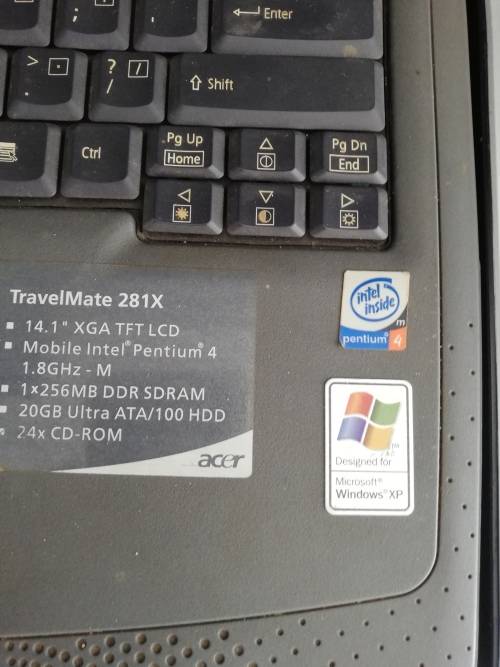 ;
Enter
>
.
?
/
/
Shift
Ctrl
Pg Up
Home
Pg Dn
End
TravelMate 281X
14.1" XGA TFT LCD
Mobile Intel® Pentium® 4
1.8GHz - M
1x256MB DDR SDRAM
20GB Ultra ATA/100 HDD
24x CD-ROM
acer
intel
inside
m
pentium® 4
Designed for
Microsoft®
Windows® XP